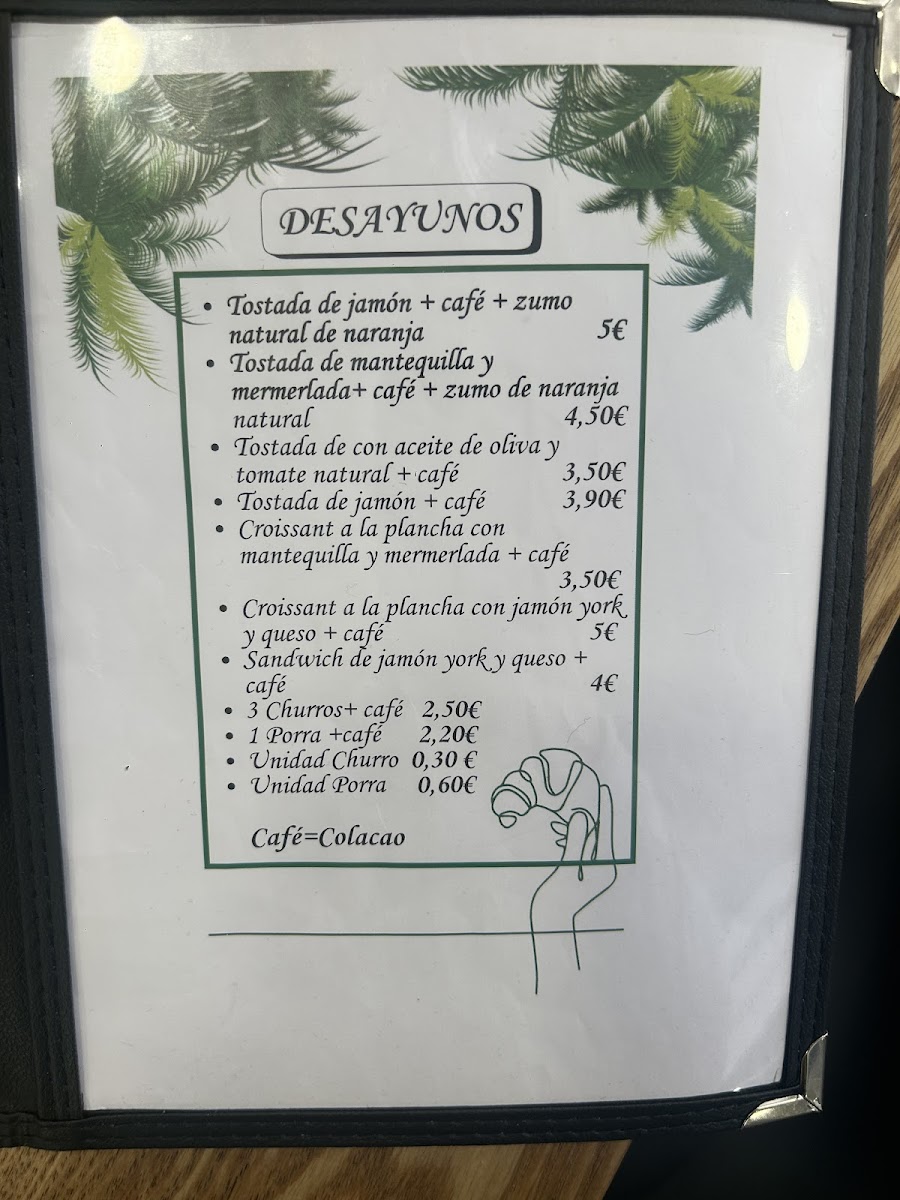 DESAYUNOS
• Tostada de jamón + café + zumo
natural de naranja 5€
• Tostada de mantequilla y
mermerlada+ café + zumo de naranja
natural 4,50€
• Tostada de con aceite de oliva y
tomate natural + café 3,50€
• Tostada de jamón + café 3,90€
• Croissant a la plancha con
mantequilla y mermerlada + café
3,50€
• Croissant a la plancha con jamón york
y queso + café 5€
• Sandwich de jamón york y queso +
café 4€
• 3 Churros+ café 2,50€
• 1 Porra +café 2,20€
• Unidad Churro 0,30 €
• Unidad Porra 0,60€
Café=Colacao